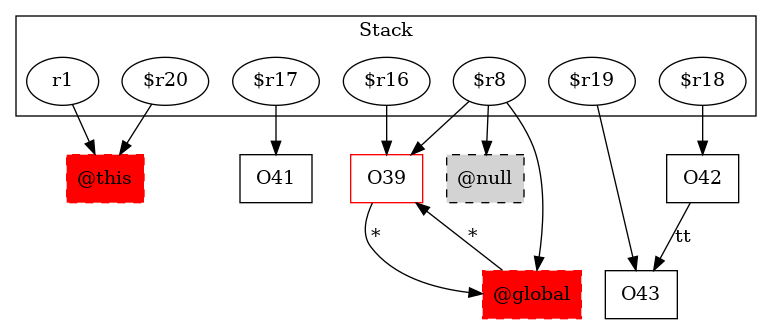 Stack
r1 $r20 $r17 $r16 $r8 $r19 $r18
@this O41 O39 @null O42
* * tt
@global O43